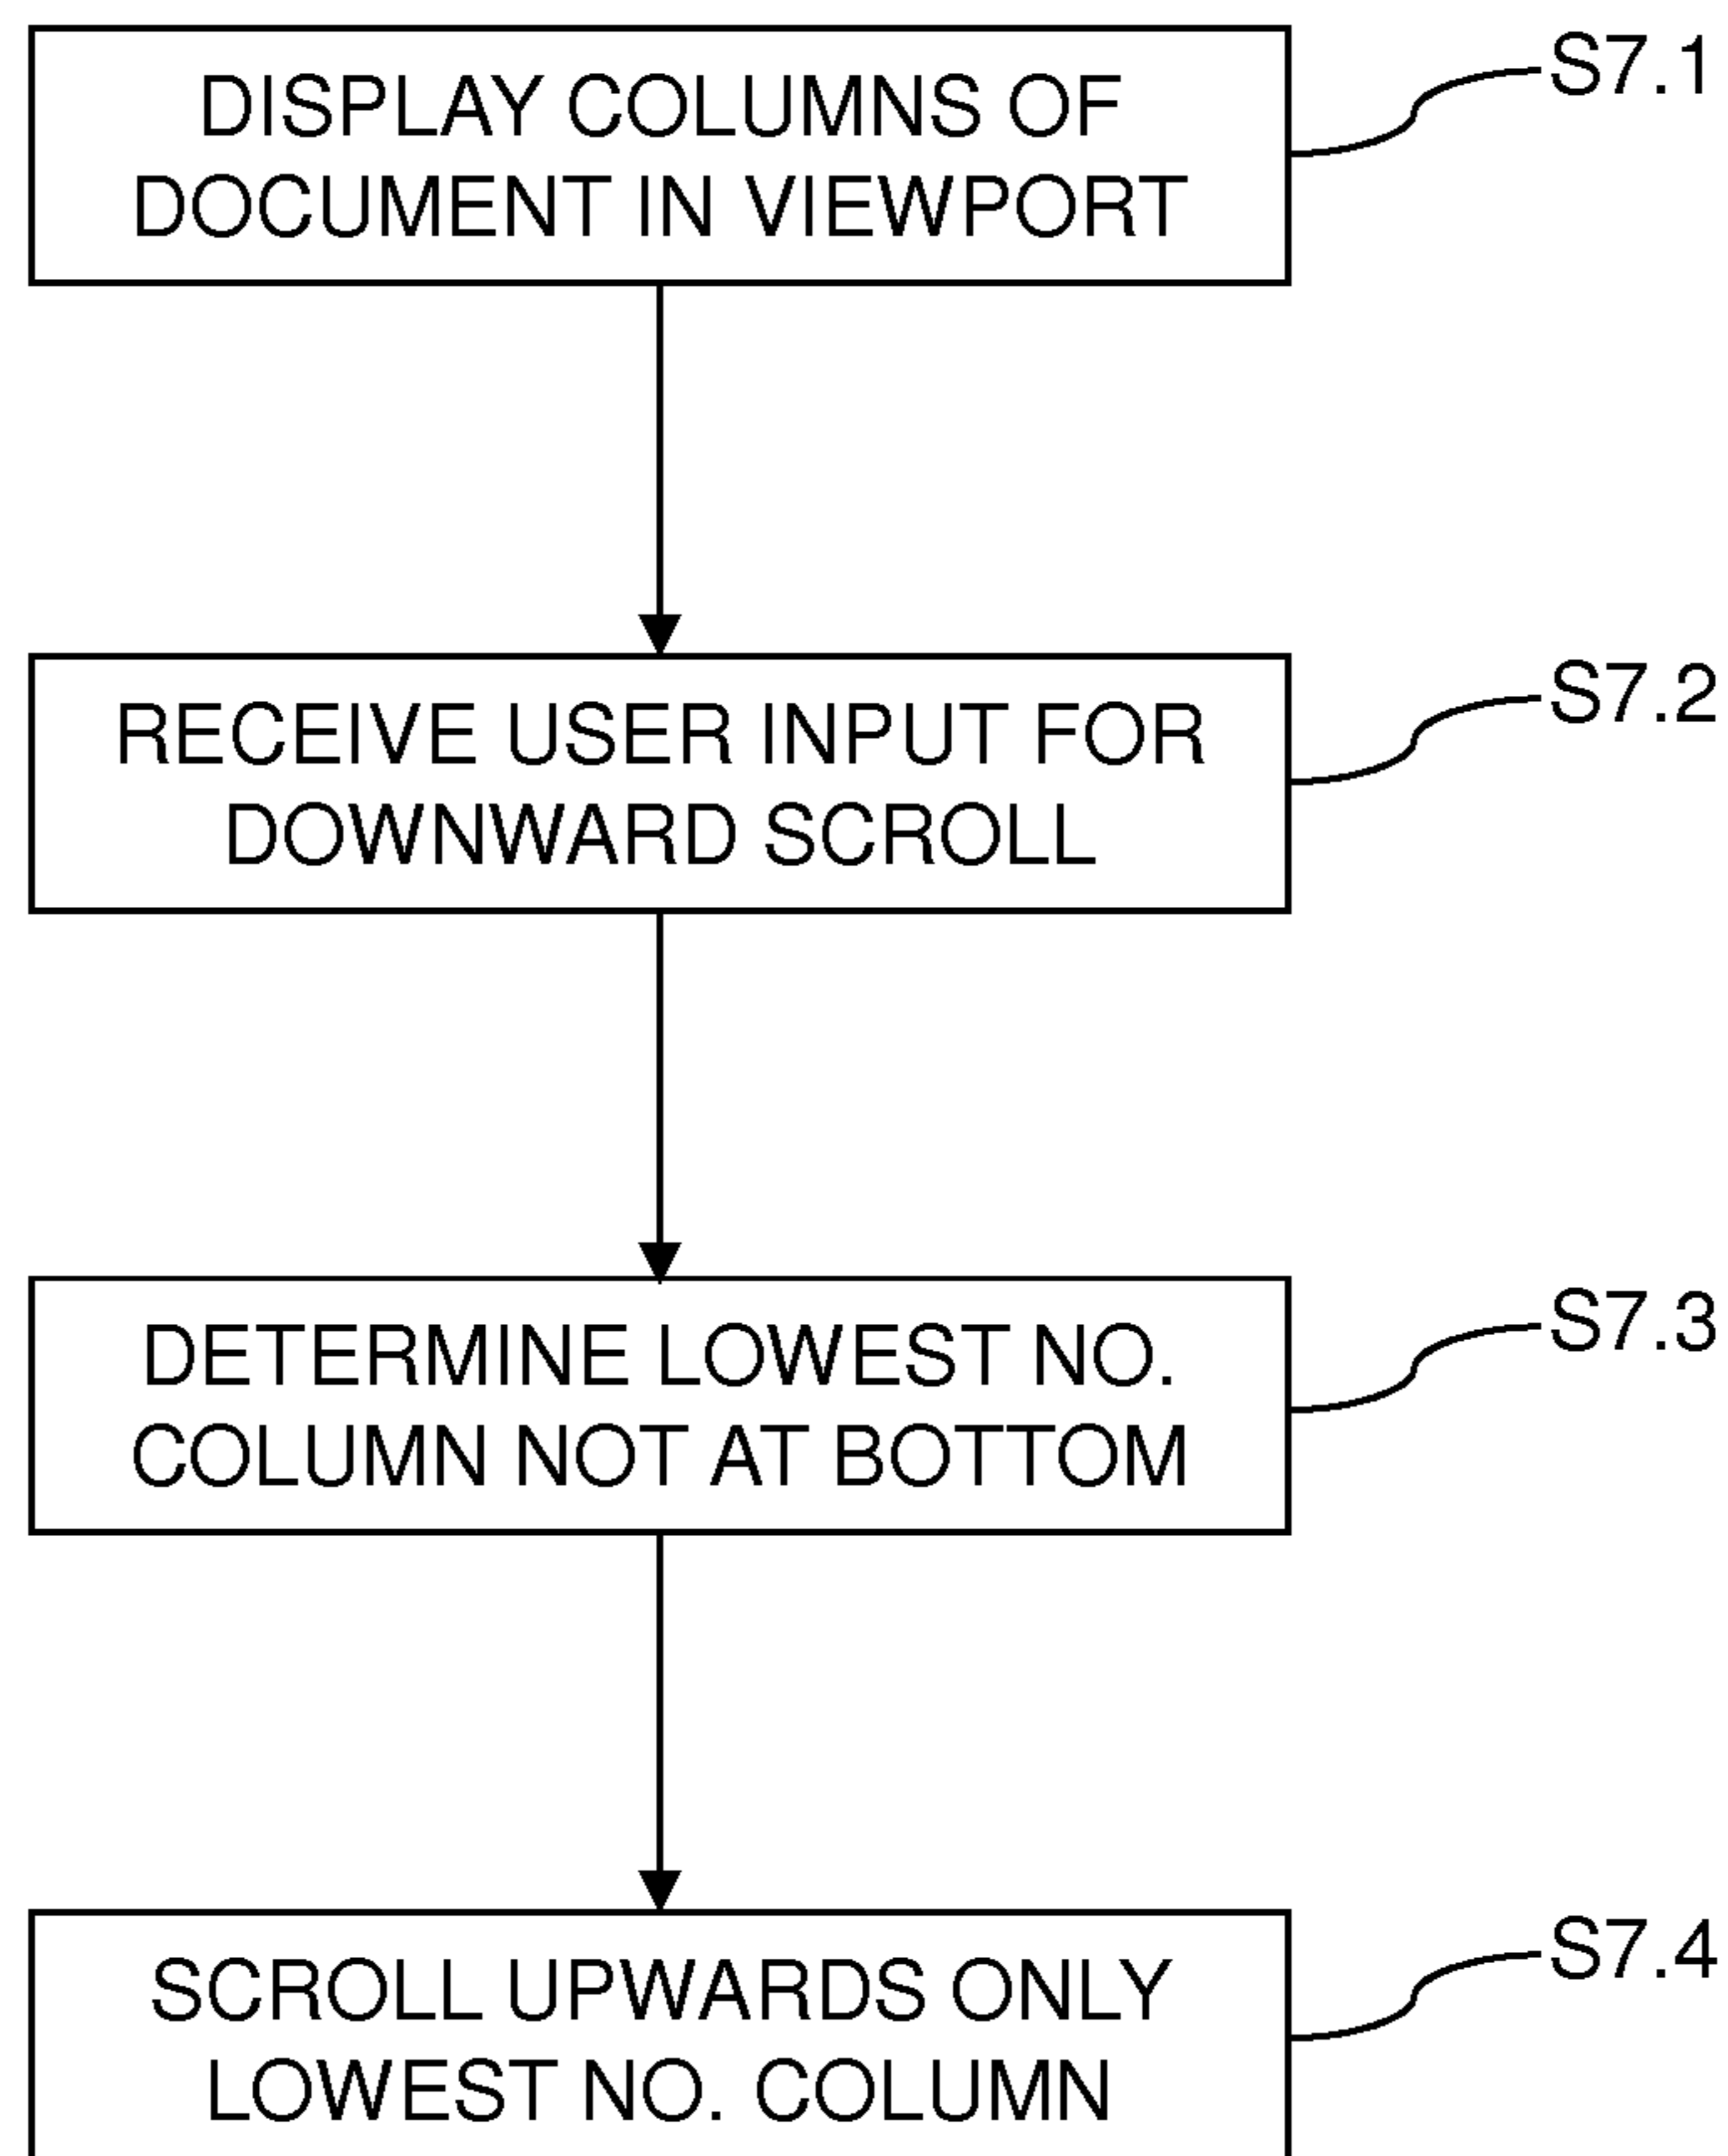 DISPLAY COLUMNS OF
DOCUMENT IN VIEWPORT
S7.1
RECEIVE USER INPUT FOR
DOWNWARD SCROLL
S7.2
DETERMINE LOWEST NO.
COLUMN NOT AT BOTTOM
S7.3
SCROLL UPWARDS ONLY
LOWEST NO. COLUMN
S7.4